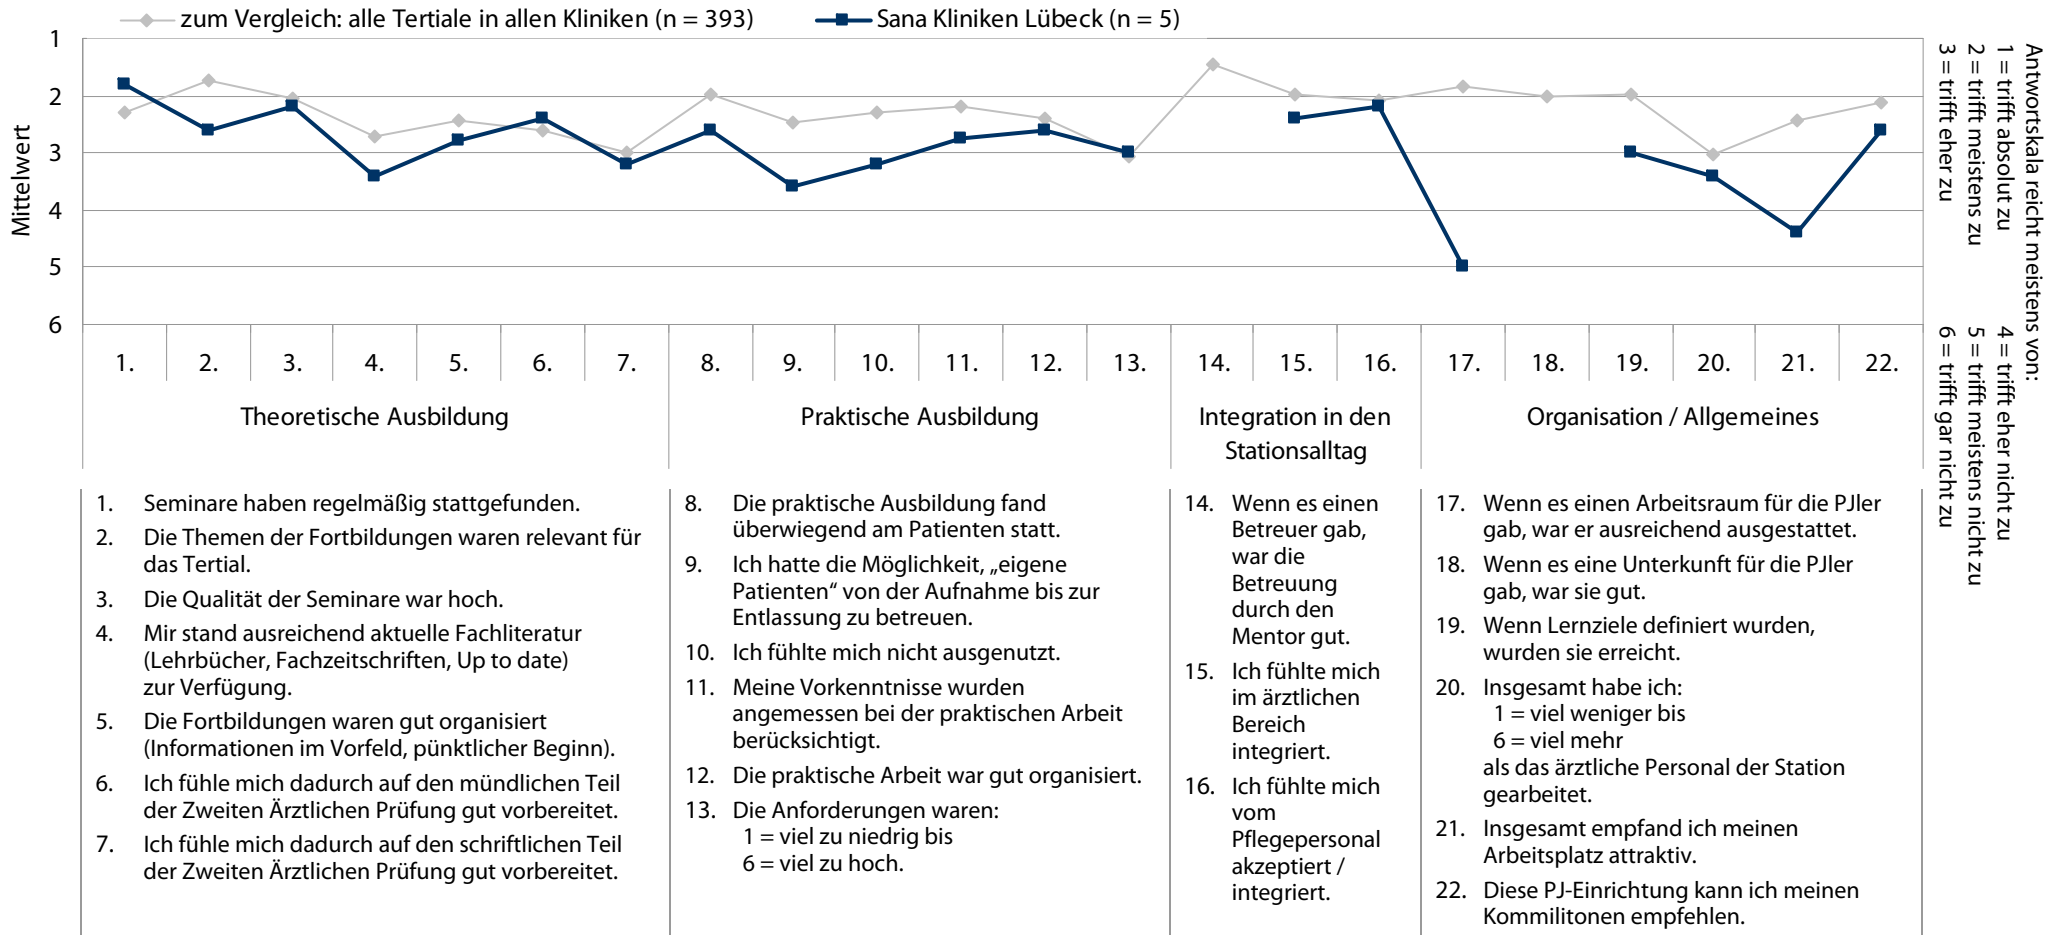 zum Vergleich: alle Tertiale in allen Kliniken (n = 393)
Sana Kliniken Lübeck (n = 5)
Mittelwert
1
2
3
4
5
6
Antwortskala reicht meistens von:
1 = trifft absolut zu
2 = trifft meistens zu
3 = trifft eher zu
4 = trifft eher nicht zu
5 = trifft meistens nicht zu
6 = trifft gar nicht zu
1. 2. 3. 4. 5. 6. 7. 8. 9. 10. 11. 12. 13. 14. 15. 16. 17. 18. 19. 20. 21. 22.
Theoretische Ausbildung
Praktische Ausbildung
Integration in den
Stationsalltag
Organisation / Allgemeines
1. Seminare haben regelmäßig stattgefunden.
2. Die Themen der Fortbildungen waren relevant für
das Tertial.
3. Die Qualität der Seminare war hoch.
4. Mir stand ausreichend aktuelle Fachliteratur
(Lehrbücher, Fachzeitschriften, Up to date)
zur Verfügung.
5. Die Fortbildungen waren gut organisiert
(Informationen im Vorfeld, pünktlicher Beginn).
6. Ich fühle mich dadurch auf den mündlichen Teil
der Zweiten Ärztlichen Prüfung gut vorbereitet.
7. Ich fühle mich dadurch auf den schriftlichen Teil
der Zweiten Ärztlichen Prüfung gut vorbereitet.
8. Die praktische Ausbildung fand
überwiegend am Patienten statt.
9. Ich hatte die Möglichkeit, „eigene
Patienten“ von der Aufnahme bis zur
Entlassung zu betreuen.
10. Ich fühlte mich nicht ausgenutzt.
11. Meine Vorkenntnisse wurden
angemessen bei der praktischen Arbeit
berücksichtigt.
12. Die praktische Arbeit war gut organisiert.
13. Die Anforderungen waren:
1 = viel zu niedrig bis
6 = viel zu hoch.
14. Wenn es einen
Betreuer gab,
war die
Betreuung
durch den
Mentor gut.
15. Ich fühlte mich
im ärztlichen
Bereich
integriert.
16. Ich fühlte mich
vom
Pflegepersonal
akzeptiert /
integriert.
17. Wenn es einen Arbeitsraum für die PJler
gab, war er ausreichend ausgestattet.
18. Wenn es eine Unterkunft für die PJler
gab, war sie gut.
19. Wenn Lernziele definiert wurden,
wurden sie erreicht.
20. Insgesamt habe ich:
1 = viel weniger bis
6 = viel mehr
als das ärztliche Personal der Station
gearbeitet.
21. Insgesamt empfand ich meinen
Arbeitsplatz attraktiv.
22. Diese PJ-Einrichtung kann ich meinen
Kommilitonen empfehlen.